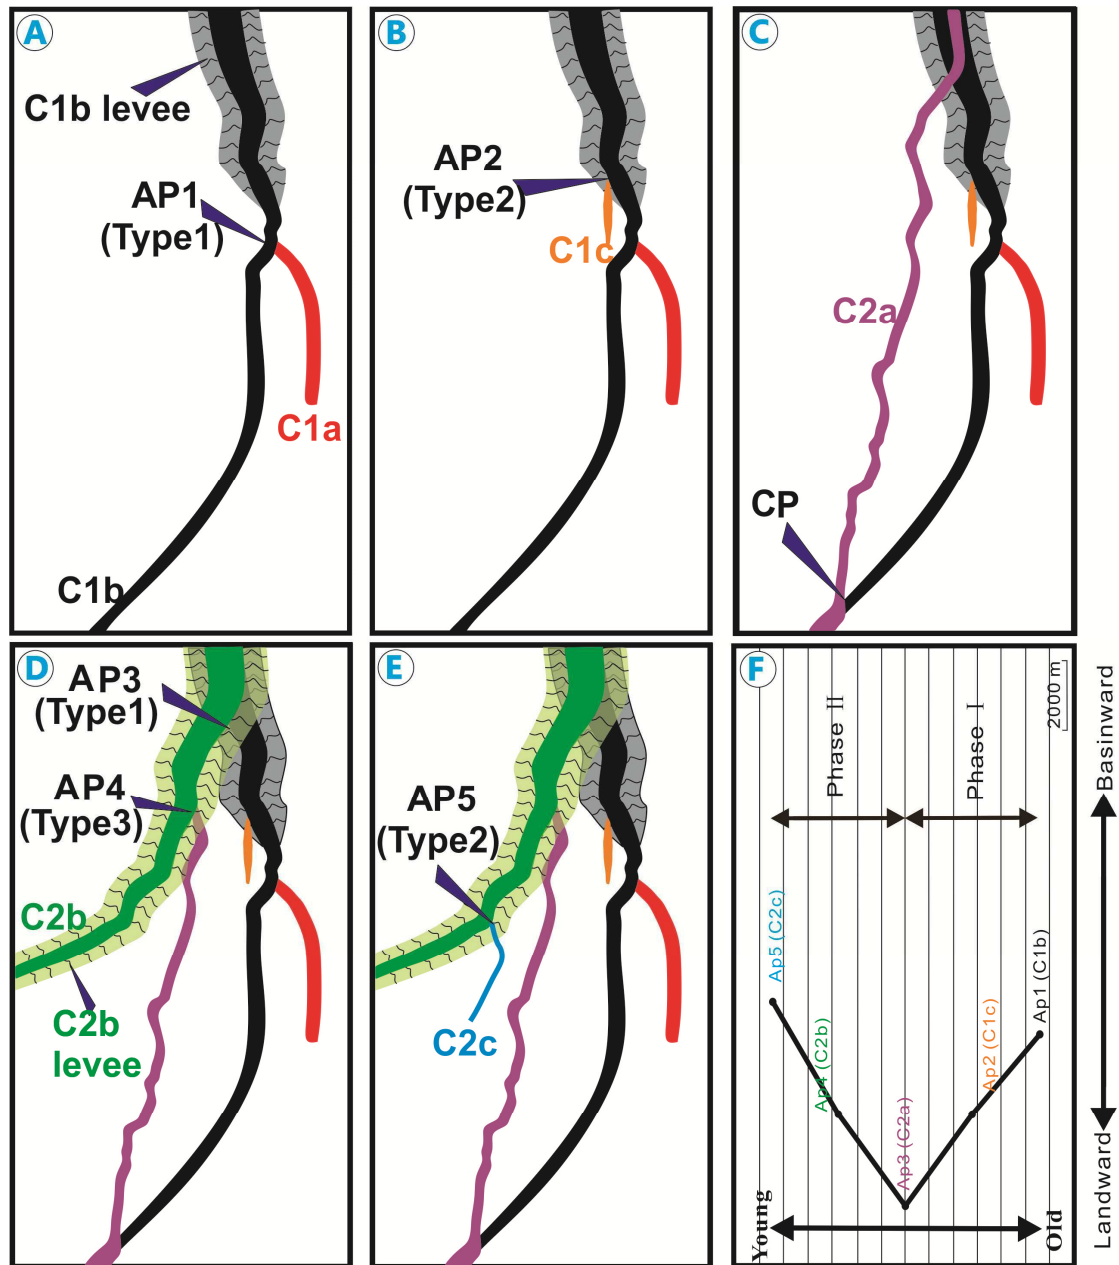 A
C1b levee
AP1
(Type1)
C1a
C1b
B
AP2
(Type2)
C1c
C
C2a
CP
D
AP3
(Type1)
AP4
(Type3)
C2b
C2b
levee
E
AP5
(Type2)
C2c
F
Phase II
Phase I
2000 m
Basinward
Landward
Ap5 (C2c)
Ap4 (C2b)
Ap3 (C2a)
Ap2 (C1c)
Ap1 (C1b)
Young
Old